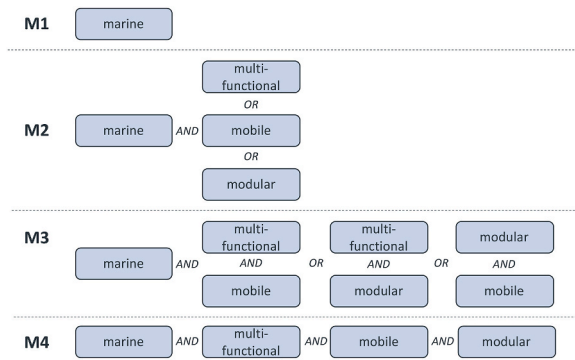 M1 marine
multi-
functional
OR
M2 marine AND mobile
OR
modular
M3
multi- multi- modular
functional functional
marine AND AND OR AND OR AND
mobile modular mobile
M4 marine AND multi- AND mobile AND modular
functional